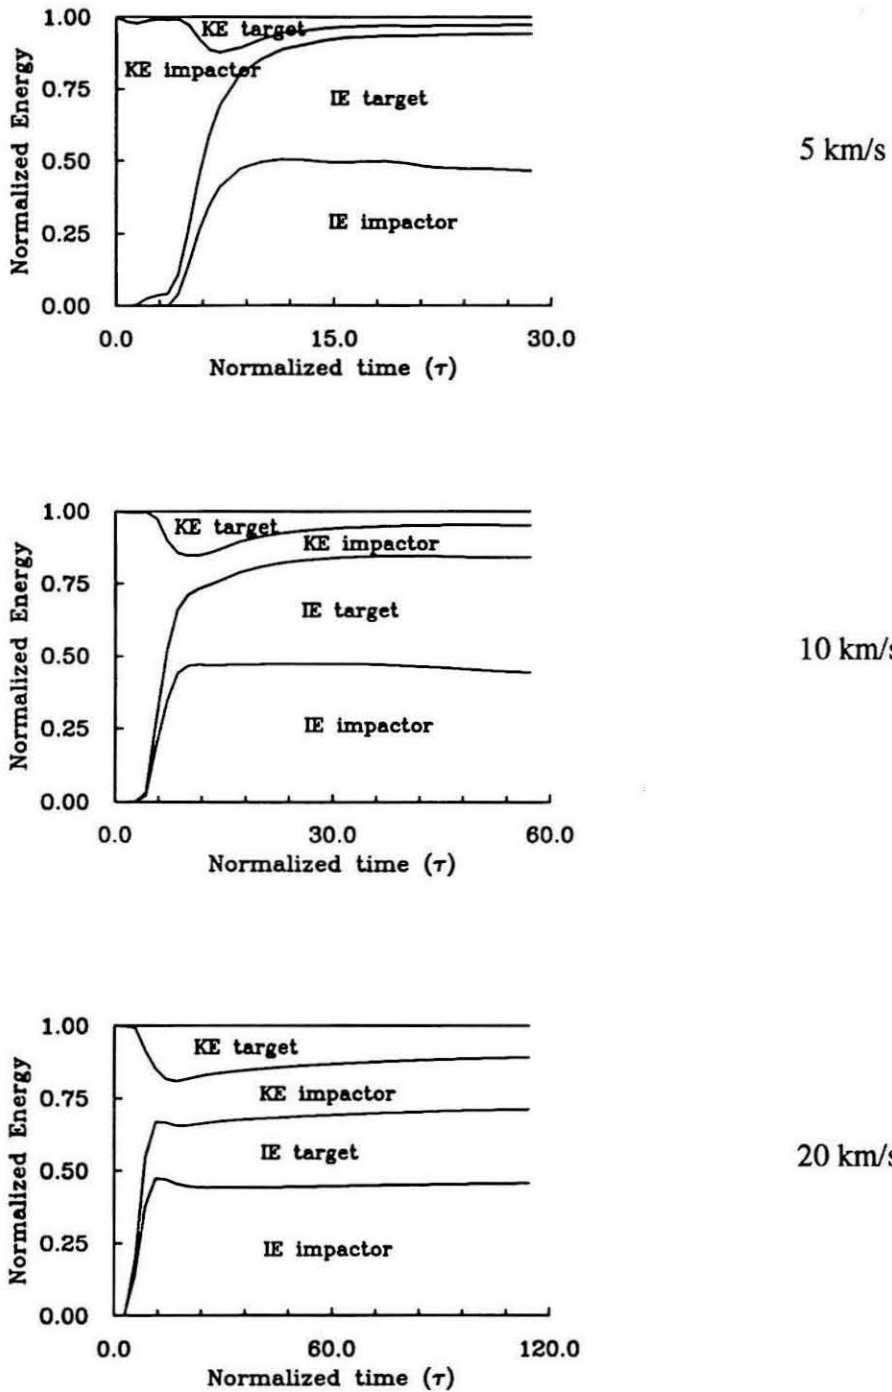 1.00
KE target
KE impactor
0.75
IE target
Normalized Energy
0.50
5 km/s
IE impactor
0.25
0.00
0.0 15.0 30.0
Normalized time (τ)
1.00
KE target
KE impactor
0.75
IE target
Normalized Energy
0.50
10 km/s
IE impactor
0.25
0.00
0.0 30.0 60.0
Normalized time (τ)
1.00
KE target
KE impactor
0.75
IE target
Normalized Energy
0.50
20 km/s
IE impactor
0.25
0.00
0.0 60.0 120.0
Normalized time (τ)